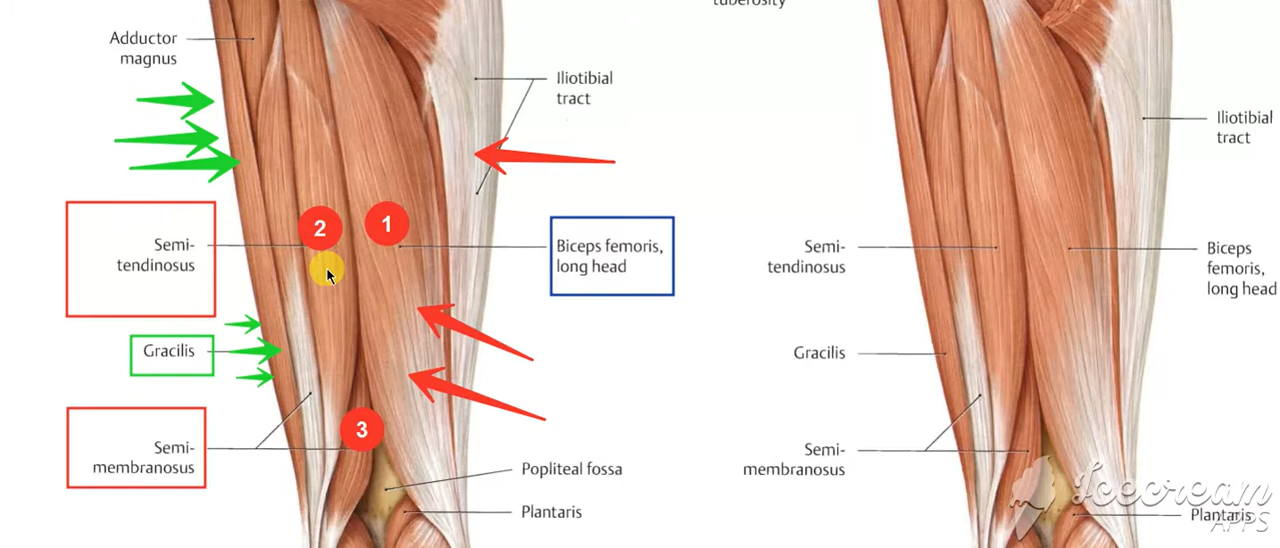 tuberosity
Adductor
magnus
Iliotibial
tract
2
1
Semi-
tendinosus
Biceps femoris,
long head
Gracilis
3
Semi-
membranosus
Popliteal fossa
Plantaris
Iliotibial
tract
Semi-
tendinosus
Biceps
femoris,
long head
Gracilis
Semi-
membranosus
Plantaris
Icecream
APPS